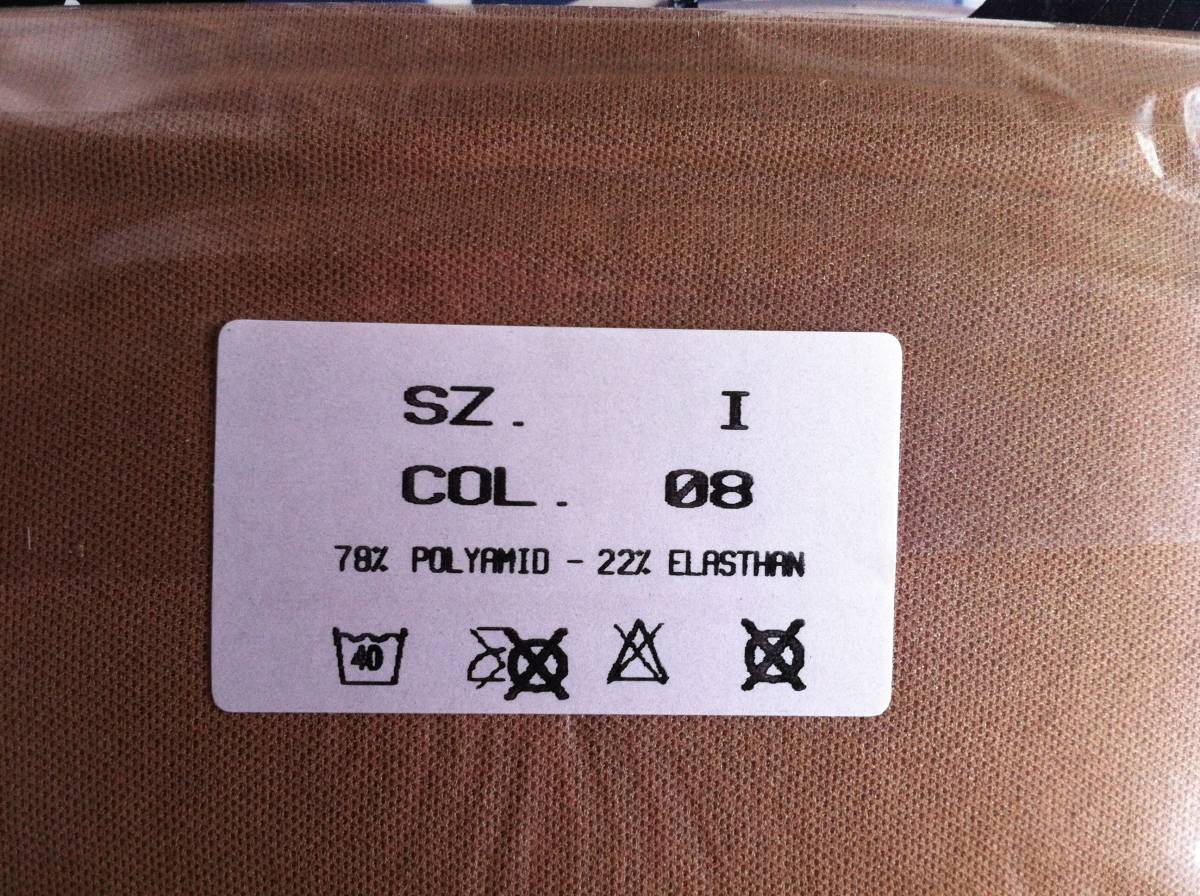 SZ. I
COL. 08
78% POLYAMID - 22% ELASTHAN
40